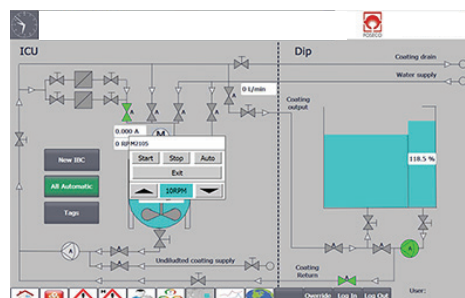 FOSECO
ICU
Dip
Coating drain
Water supply
0 L/min
Coating
output
0.000 A
0 RPM2105
M
Start
Stop
Auto
Exit
10RPM
118.5 %
New IBC
All Automatic
Tags
A
A
A
A
A
A
A
Undiluted coating supply
Coating
Return
Override
Log In
Log Out
User: